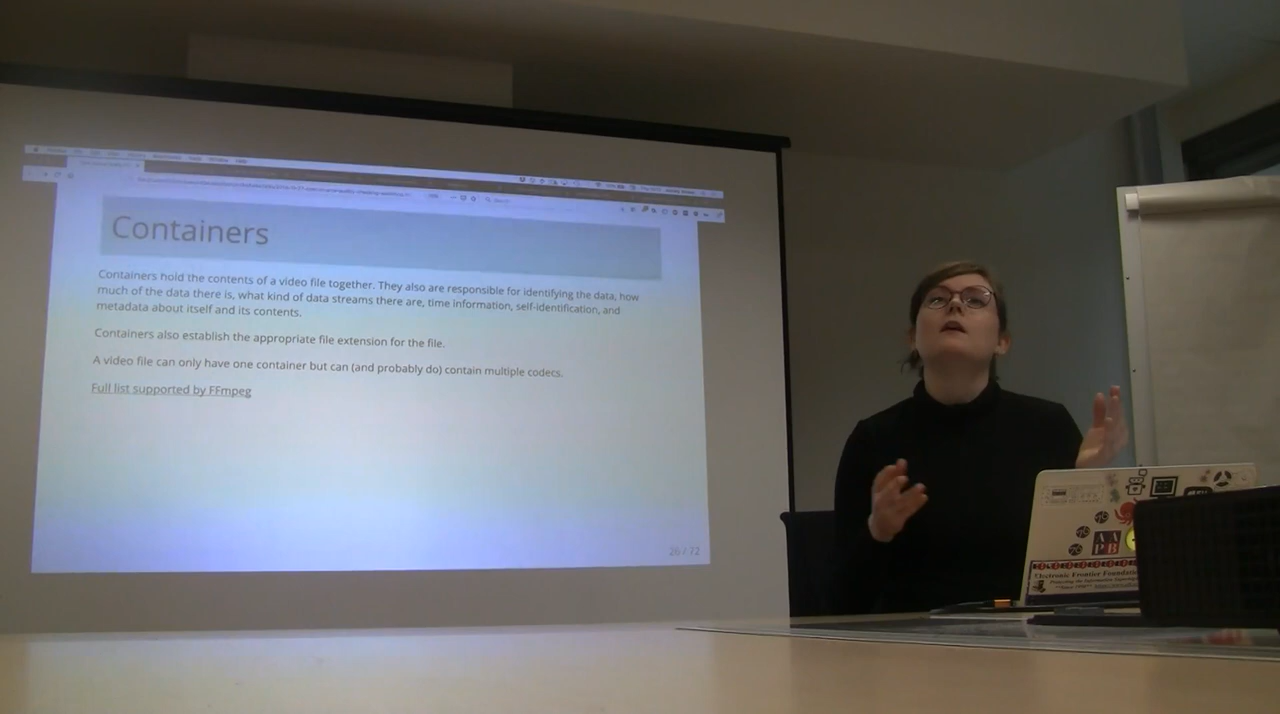 Containers
Containers hold the contents of a video file together. They also are responsible for identifying the data, how
much of the data there is, what kind of data streams there are, time information, self-identification, and
metadata about itself and its contents.
Containers also establish the appropriate file extension for the file.
A video file can only have one container but can (and probably do) contain multiple codecs.
Full list supported by FFmpeg
26 / 72
A A
P B
Electronic Frontier Foundation